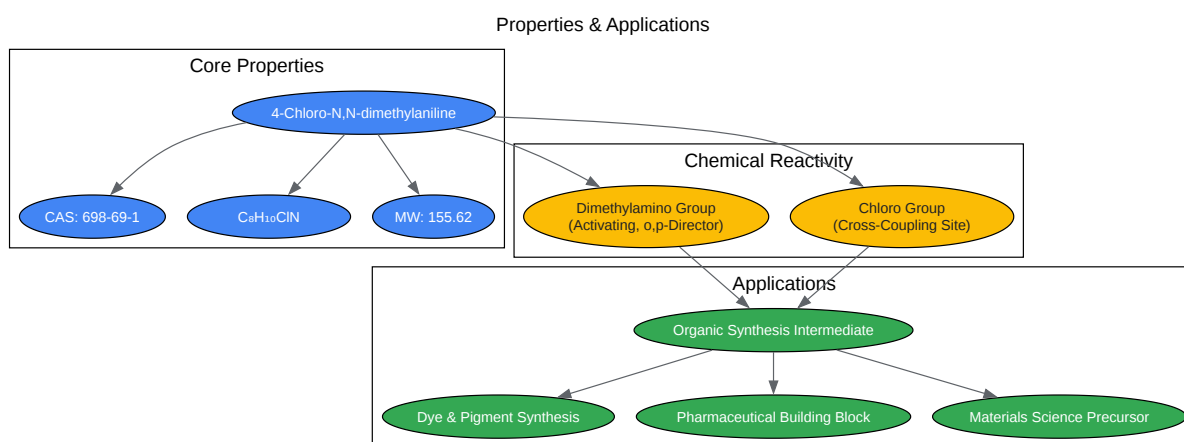 Properties & Applications
Core Properties
4-Chloro-N,N-dimethylaniline
Chemical Reactivity
CAS: 698-69-1
C₈H₁₀ClN
MW: 155.62
Dimethylamino Group
(Activating, o,p-Director)
Chloro Group
(Cross-Coupling Site)
Applications
Organic Synthesis Intermediate
Dye & Pigment Synthesis
Pharmaceutical Building Block
Materials Science Precursor